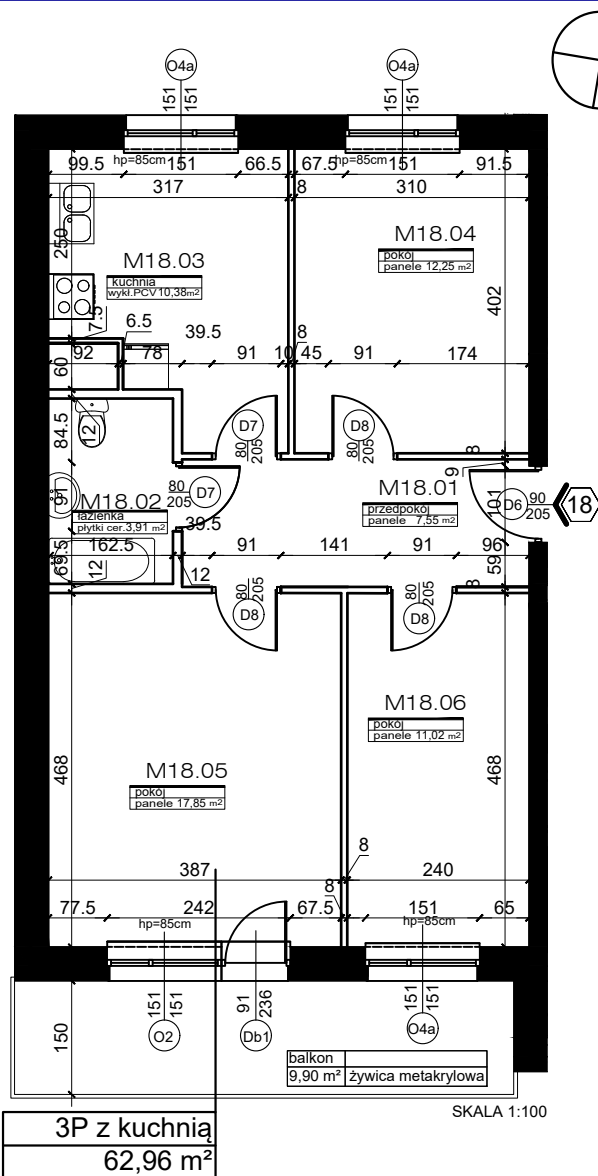 O4a
O4a
151
151
151
151
hp=85cm
hp=85cm
99.5
151
66.5
67.5
151
91.5
317
8
310
M18.03
kuchnia
wykł.PCV 10,38m²
M18.04
pokój
panele 12,25 m²
250
402
7.5
6.5
39.5
8
92
78
91
10
45
91
174
60
84.5
12
D7
80
205
D8
80
205
8
9
M18.02
łazienka
płytki cer.3,91 m²
80
205
D7
39.5
M18.01
przedpokój
panele 7,55 m²
101
D6
90
205
18
91
69.5
162.5
12
12
91
141
91
96
59
8
80
205
D8
80
205
D8
M18.05
pokój
panele 17,85 m²
M18.06
pokój
panele 11,02 m²
468
468
8
8
387
240
77.5
242
67.5
151
65
hp=85cm
hp=85cm
151
151
O2
91
236
Db1
151
151
O4a
150
balkon
9,90 m² żywica metakrylowa
SKALA 1:100
3P z kuchnią
62,96 m²